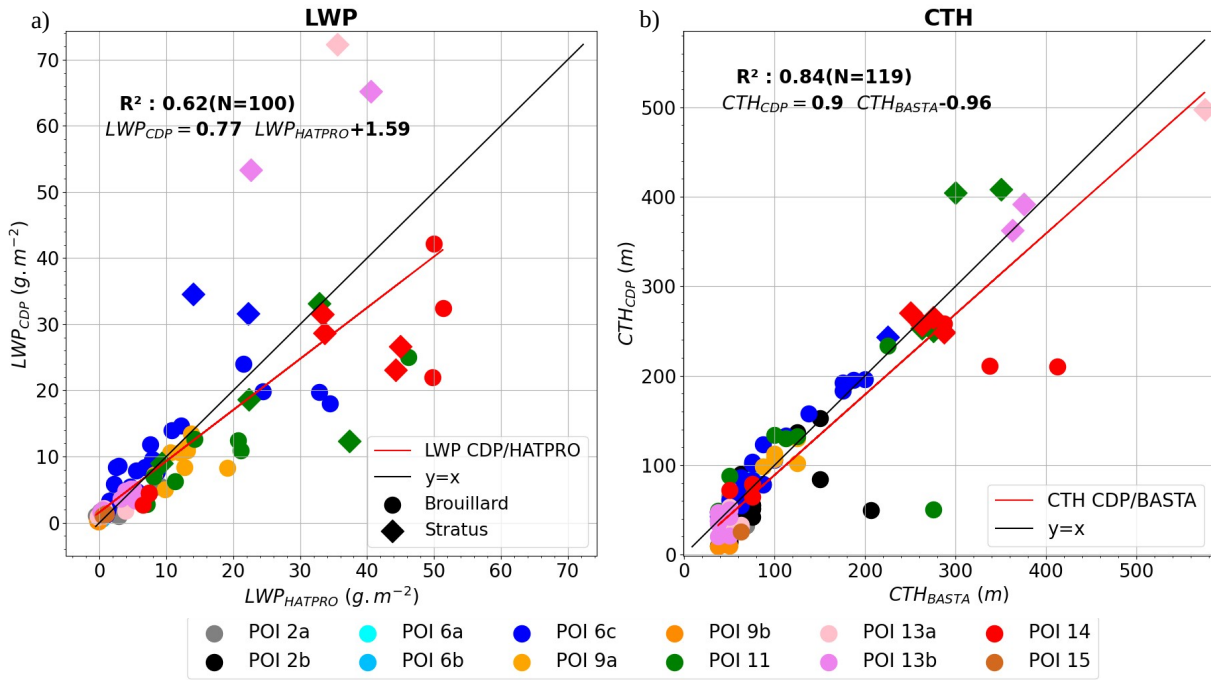 a)
LWP
R² : 0.62(N=100)
LWP_CDP = 0.77 LWP_HATPRO+1.59
70
60
50
40
30
20
10
0
LWP_CDP (g.m⁻²)
LWP CDP/HATPRO
y=x
Brouillard
Stratus
0 10 20 30 40 50 60 70
LWP_HATPRO (g.m⁻²)
b)
CTH
R² : 0.84(N=119)
CTH_CDP = 0.9 CTH_BASTA-0.96
500
400
300
200
100
0
CTH_CDP (m)
CTH CDP/BASTA
y=x
0 100 200 300 400 500
CTH_BASTA (m)
POI 2a POI 6a POI 6c POI 9b POI 13a POI 14
POI 2b POI 6b POI 9a POI 11 POI 13b POI 15